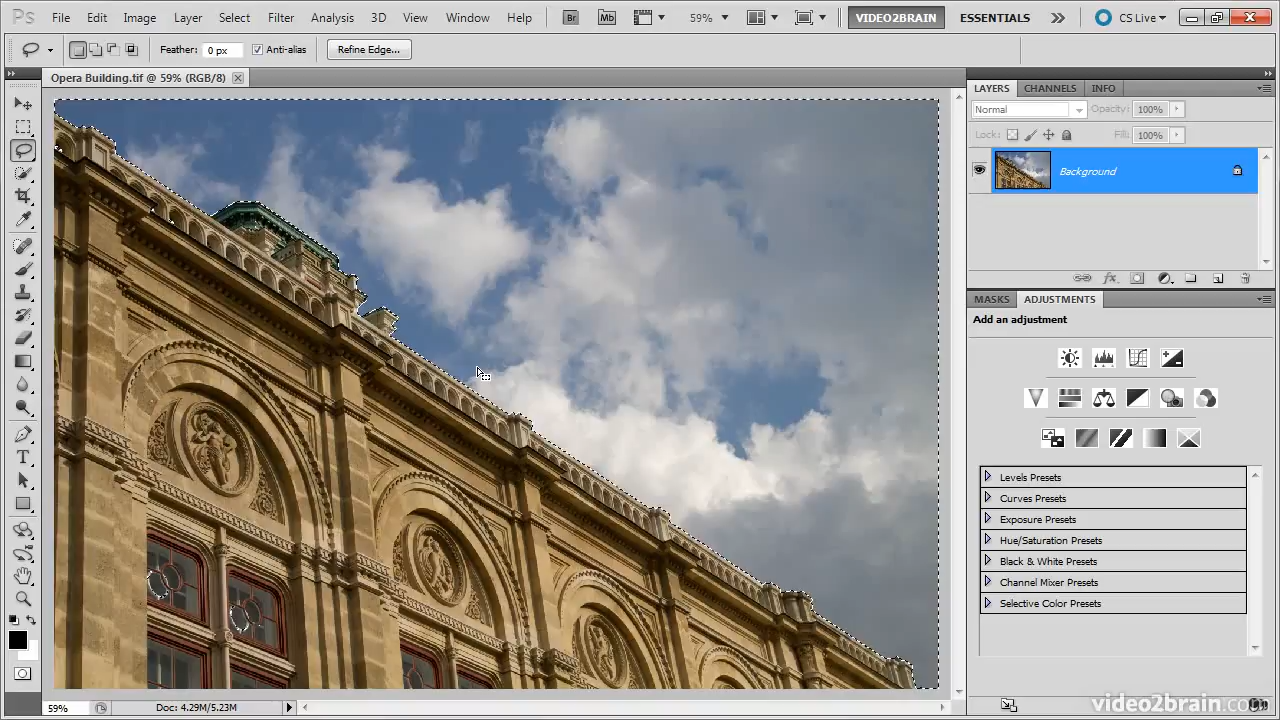 Ps File Edit Image Layer Select Filter Analysis 3D View Window Help Br Mb 59% VIDEO2BRAIN ESSENTIALS CS Live
Feather: 0 px Anti-alias Refine Edge...
Opera Building.tif @ 59% (RGB/8)
LAYERS CHANNELS INFO
Normal Opacity: 100%
Lock: Fill: 100%
Background
MASKS ADJUSTMENTS
Add an adjustment
Levels Presets
Curves Presets
Exposure Presets
Hue/Saturation Presets
Black & White Presets
Channel Mixer Presets
Selective Color Presets
59% Doc: 4.29M/5.23M
video2brain.com